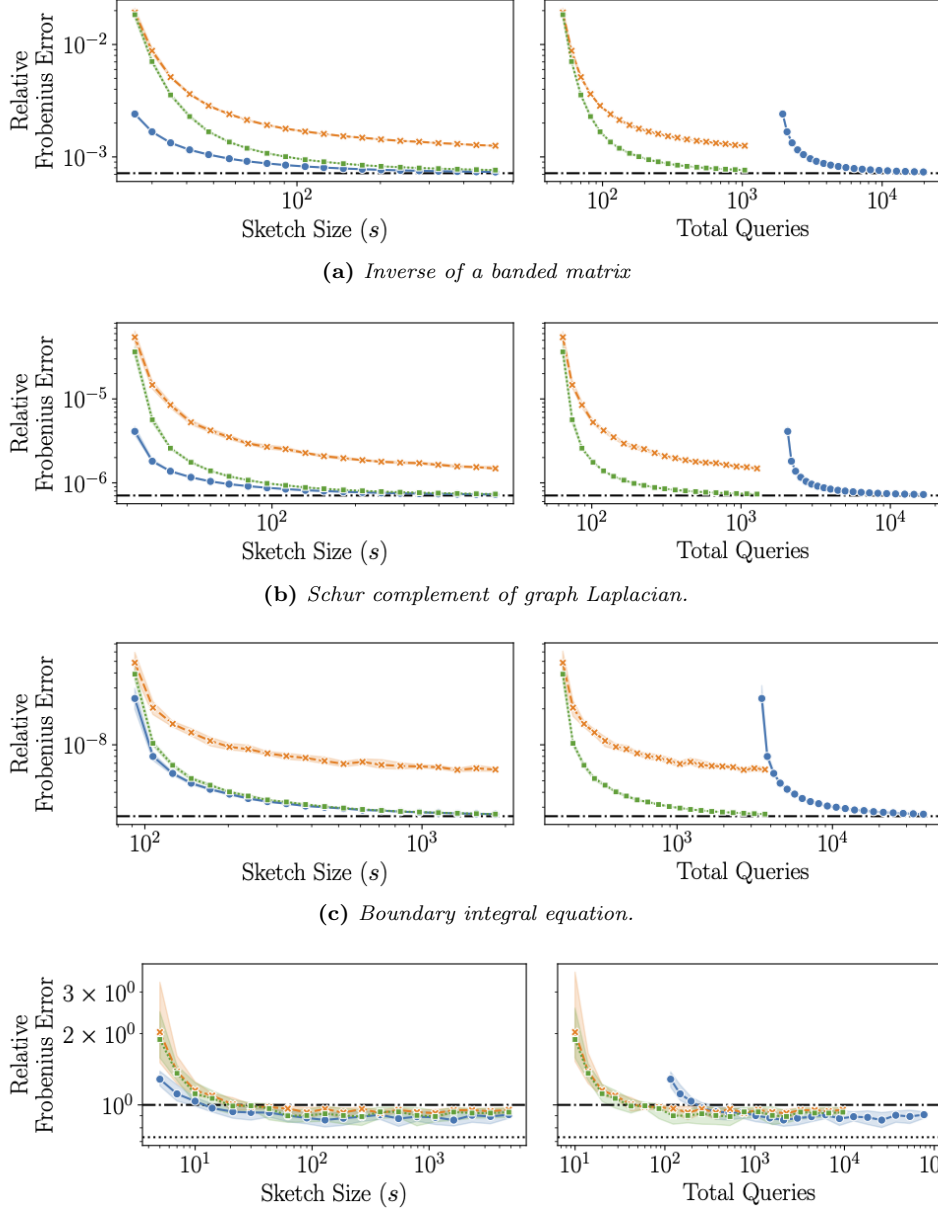 Relative
Frobenius Error
10⁻²
10⁻³
10²
Sketch Size (s)
10² 10³ 10⁴
Total Queries
(a) Inverse of a banded matrix
Relative
Frobenius Error
10⁻⁵
10⁻⁶
10²
Sketch Size (s)
10² 10³ 10⁴
Total Queries
(b) Schur complement of graph Laplacian.
Relative
Frobenius Error
10⁻⁸
10² 10³
Sketch Size (s)
10³ 10⁴
Total Queries
(c) Boundary integral equation.
Relative
Frobenius Error
3 × 10⁰
2 × 10⁰
10⁰
10¹ 10² 10³
Sketch Size (s)
10¹ 10² 10³ 10⁴
Total Queries